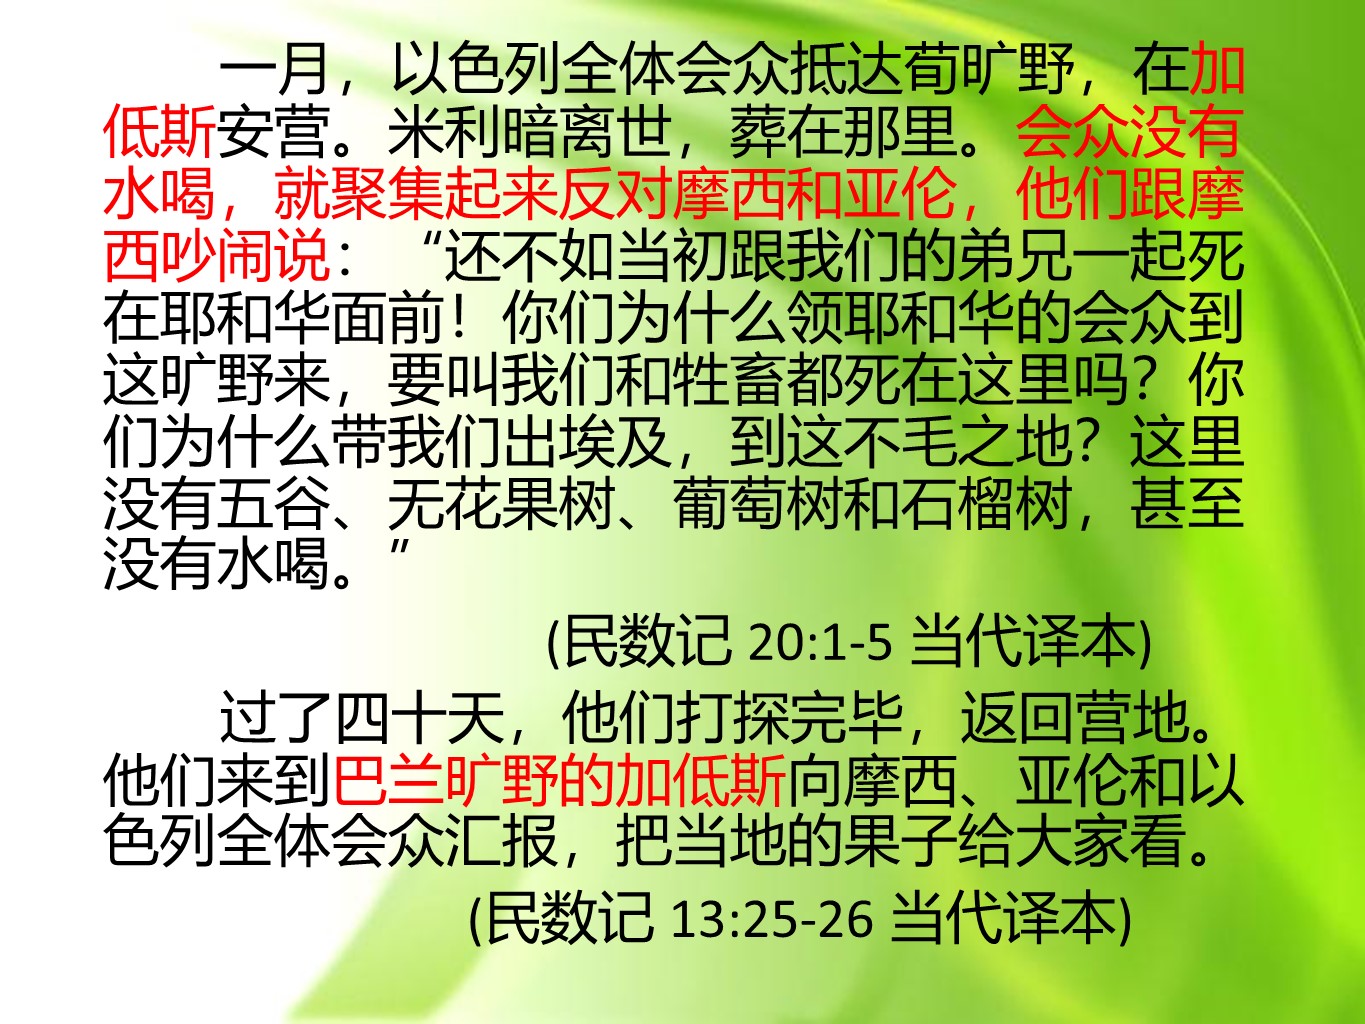 一月，以色列全体会众抵达荀旷野，在加
低斯安营。米利暗离世，葬在那里。会众没有
水喝，就聚集起来反对摩西和亚伦，他们跟摩
西吵闹说：“还不如当初跟我们的弟兄一起死
在耶和华面前！你们为什么领耶和华的会众到
这旷野来，要叫我们和牲畜都死在这里吗？你
们为什么带我们出埃及，到这不毛之地？这里
没有五谷、无花果树、葡萄树和石榴树，甚至
没有水喝。”
(民数记 20:1-5 当代译本)
过了四十天，他们打探完毕，返回营地。
他们来到巴兰旷野的加低斯向摩西、亚伦和以
色列全体会众汇报，把当地的果子给大家看。
(民数记 13:25-26 当代译本)